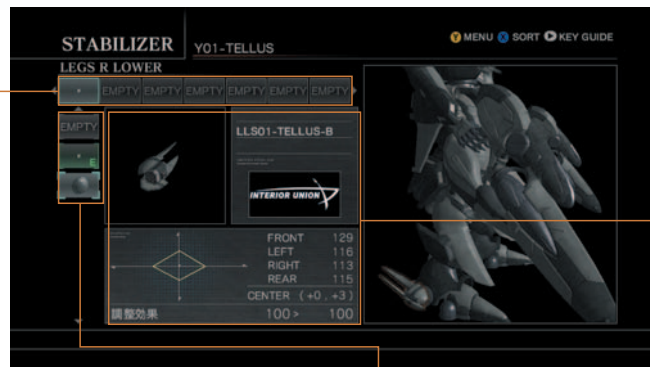 STABILIZER Y01-TELLUS
Y MENU X SORT KEY GUIDE
LEGS R LOWER
EMPTY EMPTY EMPTY EMPTY EMPTY EMPTY
EMPTY
E
LLS01-TELLUS-B
INTERIOR UNION
FRONT 129
LEFT 116
RIGHT 113
REAR 115
CENTER (+0, +3)
調整効果 100> 100